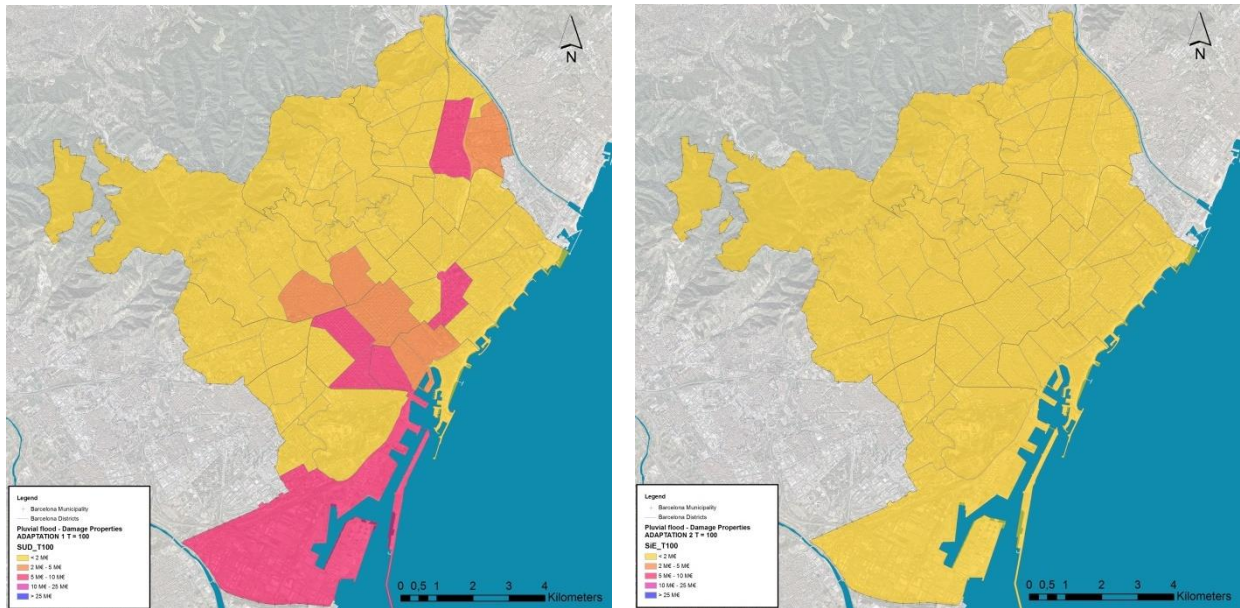 N
Legend
Barcelona Municipality
Barcelona Districts
Pluvial flood - Damage Properties
ADAPTATION 1 T = 100
SUD_T100
< 2 M€
2 M€ - 5 M€
5 M€ - 10 M€
10 M€ - 25 M€
> 25 M€
0 0,5 1 2 3 4
Kilometers
N
Legend
Barcelona Municipality
Barcelona Districts
Pluvial flood - Damage Properties
ADAPTATION 2 T = 100
SiE_T100
< 2 M€
2 M€ - 5 M€
5 M€ - 10 M€
10 M€ - 25 M€
> 25 M€
0 0,5 1 2 3 4
Kilometers